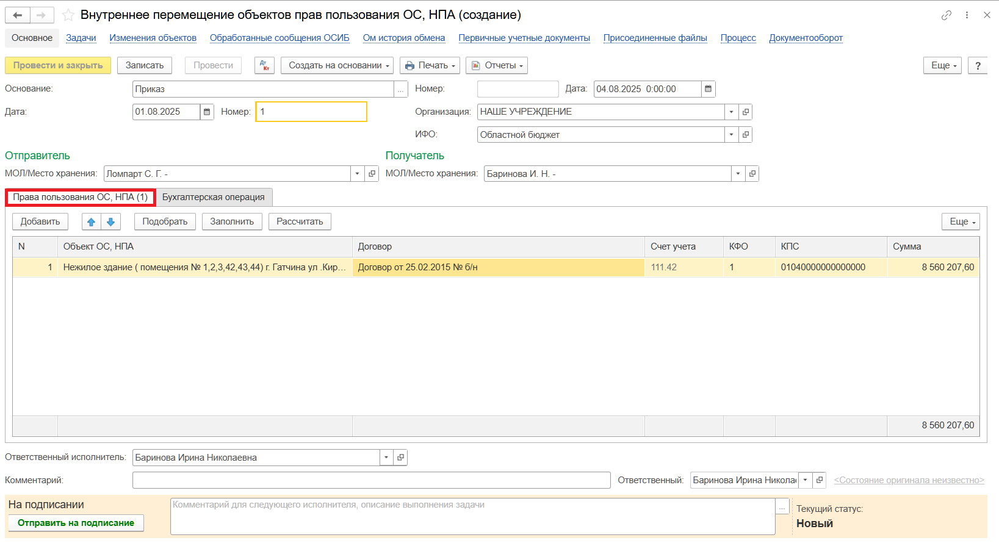 Внутреннее перемещение объектов прав пользования ОС, НПА (создание)
Основное Задачи Изменения объектов Обработанные сообщения ОСИБ Ом история обмена Первичные учетные документы Присоединенные файлы Процесс Документооборот
Провести и закрыть Записать Провести Дт Кт Создать на основании Печать Отчеты Еще ?
Основание: Приказ ... Номер: Дата: 04.08.2025 0:00:00
Дата: 01.08.2025 Номер: 1 Организация: НАШЕ УЧРЕЖДЕНИЕ
ИФО: Областной бюджет
Отправитель Получатель
МОЛ/Место хранения: Ломпарт С. Г. - МОЛ/Место хранения: Баринова И. Н. -
Права пользования ОС, НПА (1) Бухгалтерская операция
Добавить Подобрать Заполнить Рассчитать Еще
N Объект ОС, НПА Договор Счет учета КФО КПС Сумма
1 Нежилое здание ( помещения № 1,2,3,42,43,44) г. Гатчина ул .Кир... Договор от 25.02.2015 № б/н 111.42 1 01040000000000000 8 560 207,60
8 560 207,60
Ответственный исполнитель: Баринова Ирина Николаевна
Комментарий: Ответственный: Баринова Ирина Николае <Состояние оригинала неизвестно>
На подписании Комментарий для следующего исполнителя, описание выполнения задачи ... Текущий статус:
Отправить на подписание Новый